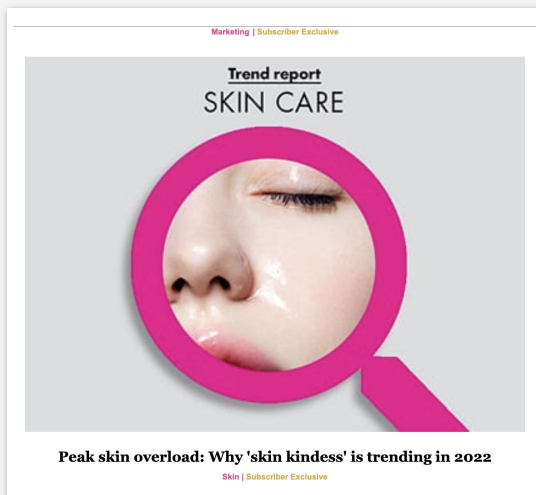 Marketing | Subscriber Exclusive
Trend report
SKIN CARE
Peak skin overload: Why 'skin kindess' is trending in 2022
Skin | Subscriber Exclusive